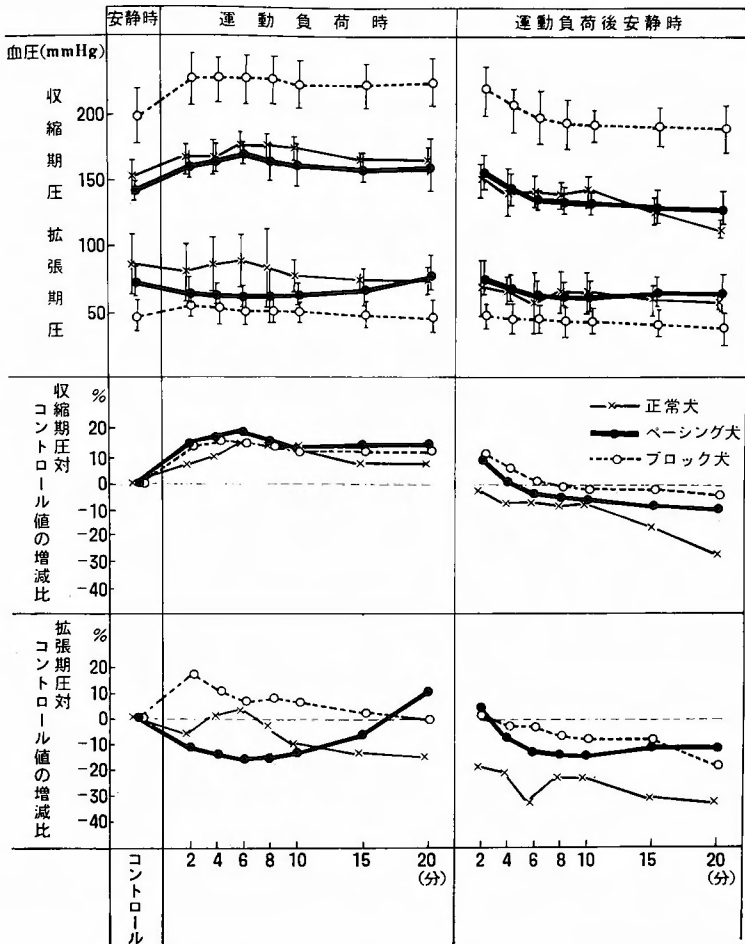 安静時 運動負荷時 運動負荷後安静時
血圧(mmHg)
収縮期圧
拡張期圧
200
150
100
50
収縮期圧対
コントロール値の増減比
%
20
10
0
-10
-20
-30
-40
正常犬
ペーシング犬
ブロック犬
拡張期圧対
コントロール値の増減比
%
20
10
0
-10
-20
-30
-40
コントロール
2 4 6 8 10 15 20
(分)
2 4 6 8 10 15 20
(分)